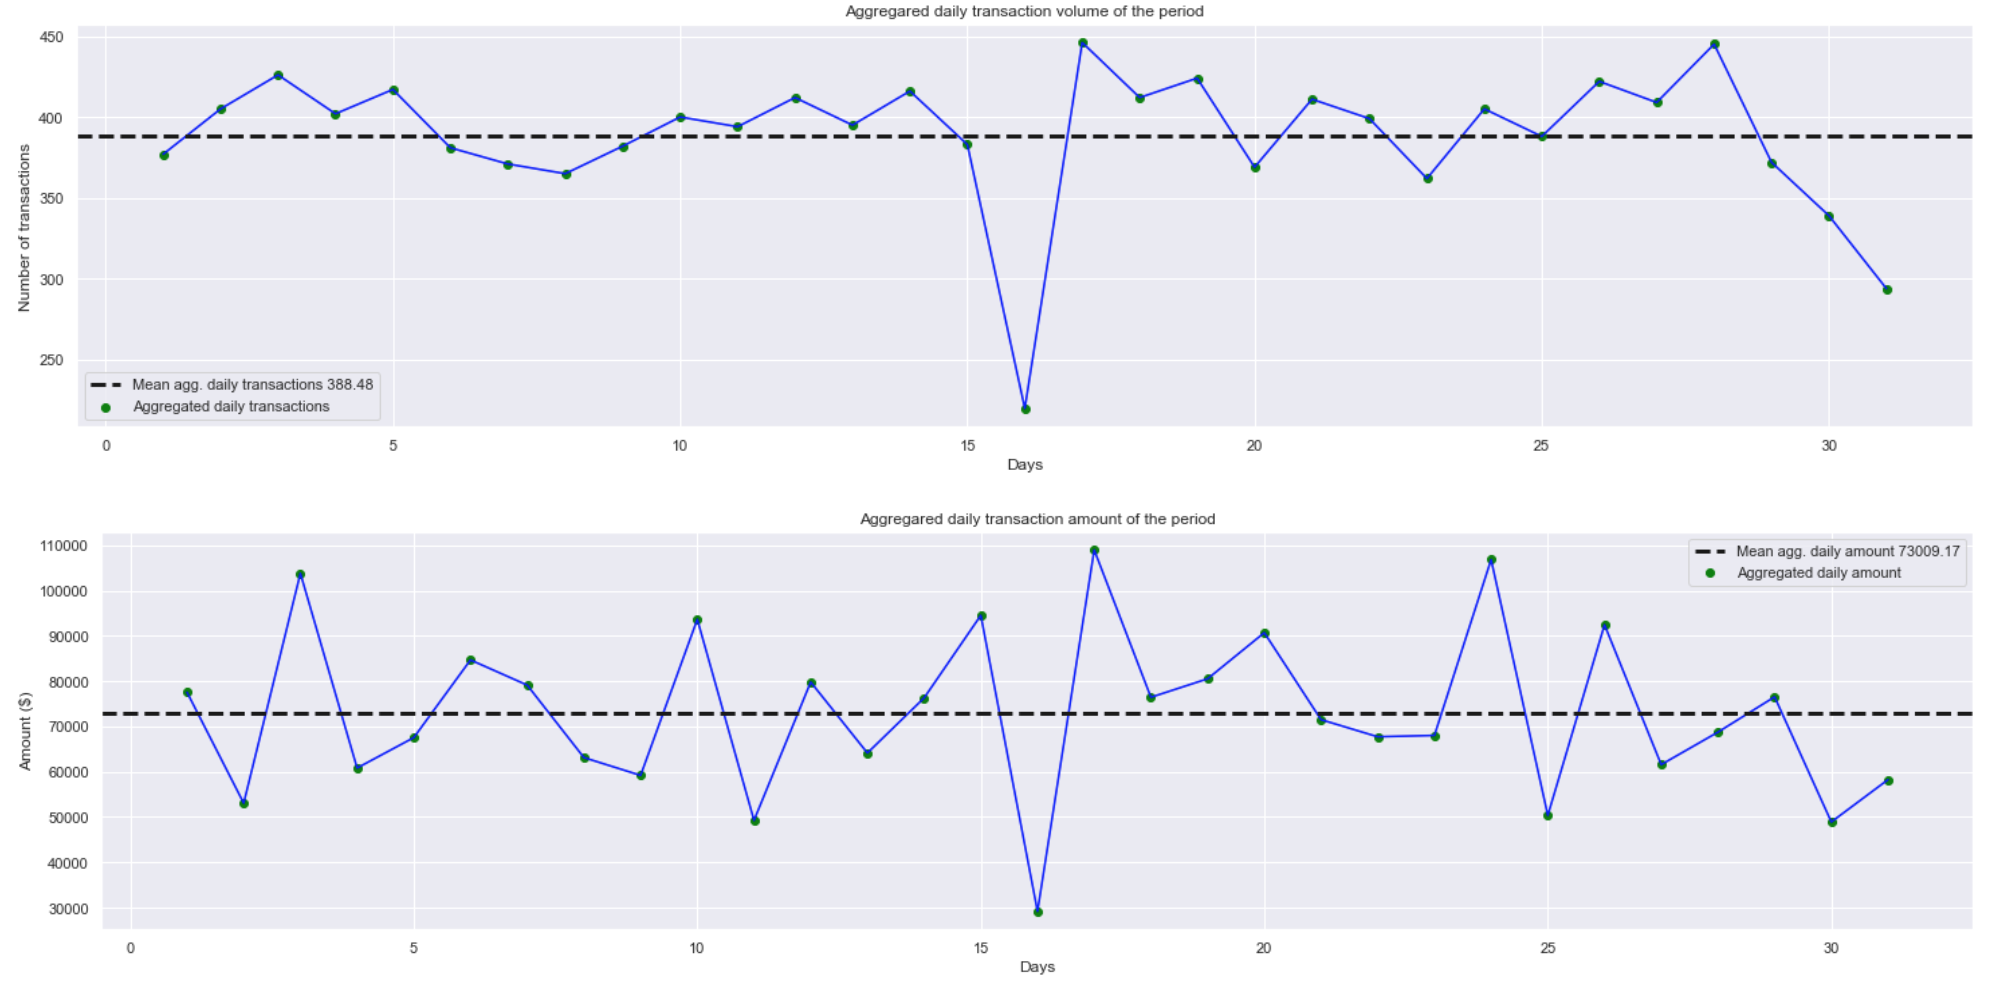 Aggregared daily transaction volume of the period
450
400
350
300
250
Number of transactions
Mean agg. daily transactions 388.48
Aggregated daily transactions
0 5 10 15 20 25 30
Days
Aggregared daily transaction amount of the period
110000
100000
90000
80000
70000
60000
50000
40000
30000
Amount ($)
Mean agg. daily amount 73009.17
Aggregated daily amount
0 5 10 15 20 25 30
Days